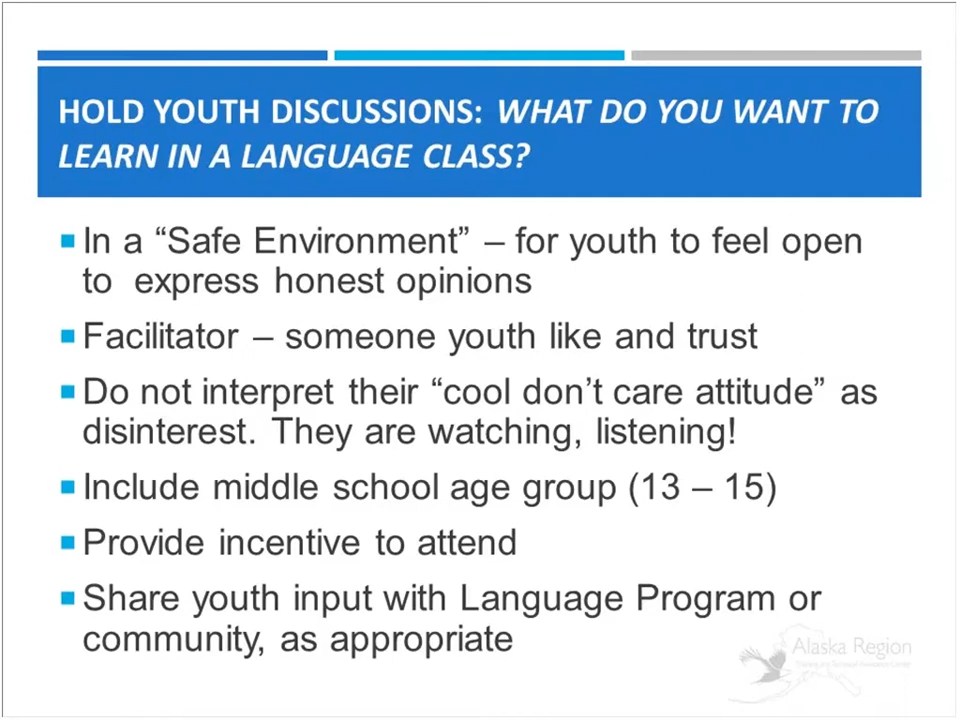 HOLD YOUTH DISCUSSIONS: WHAT DO YOU WANT TO
LEARN IN A LANGUAGE CLASS?
In a “Safe Environment” – for youth to feel open
to express honest opinions
Facilitator – someone youth like and trust
Do not interpret their “cool don’t care attitude” as
disinterest. They are watching, listening!
Include middle school age group (13 – 15)
Provide incentive to attend
Share youth input with Language Program or
community, as appropriate
Alaska Region